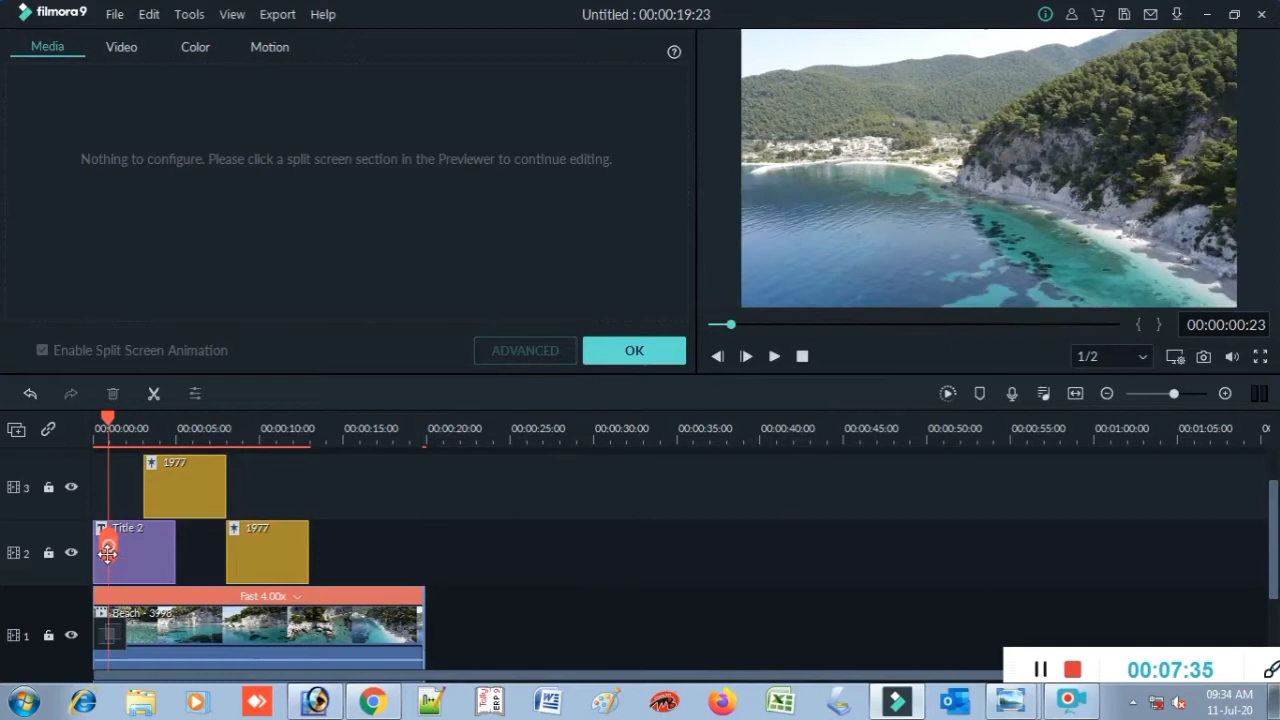 filmora9 File Edit Tools View Export Help Untitled : 00:00:19:23
Media Video Color Motion
Nothing to configure. Please click a split screen section in the Previewer to continue editing.
Enable Split Screen Animation ADVANCED OK
00:00:00:23
1/2
00:00:00:00 00:00:05:00 00:00:10:00 00:00:15:00 00:00:20:00 00:00:25:00 00:00:30:00 00:00:35:00 00:00:40:00 00:00:45:00 00:00:50:00 00:00:55:00 00:01:00:00 00:01:05:00 00
1977
3
T Title 2 1977
2
Fast 4.00x
Beach - 3998
1
00:07:35
09:34 AM
11-Jul-20